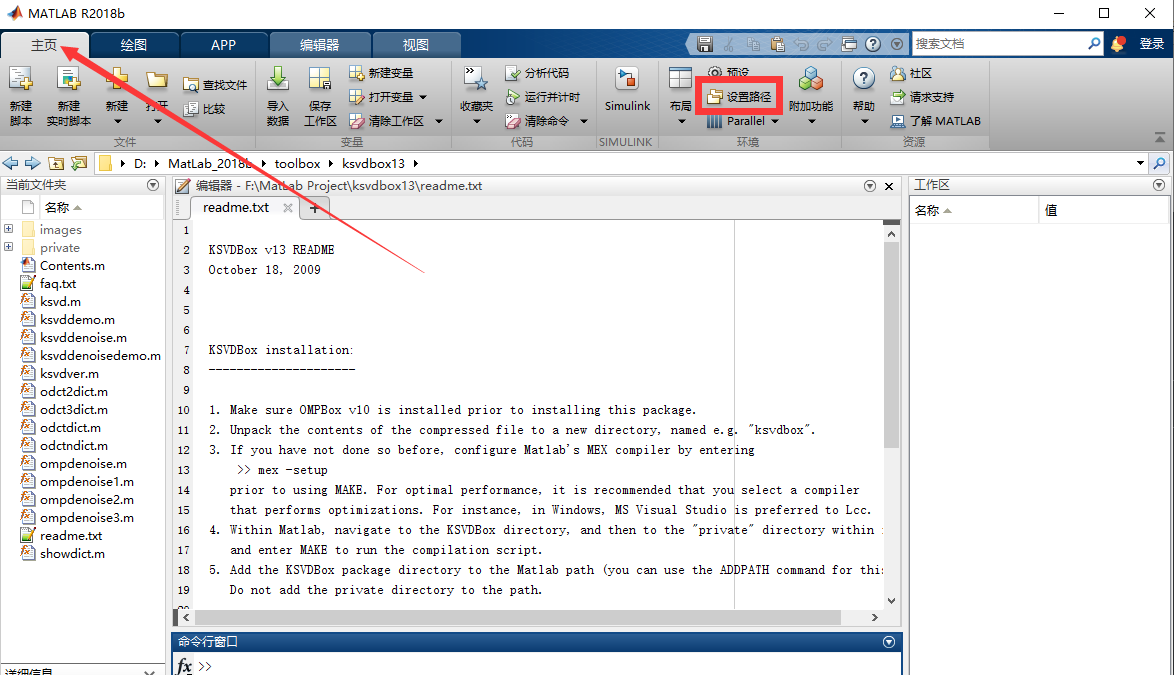 MATLAB R2018b
主页 绘图 APP 编辑器 视图 搜索文档 登录
新建脚本 新建实时脚本 新建 打开 查找文件 比较
导入数据 保存工作区 新建变量 打开变量 清除工作区
收藏夹 分析代码 运行并计时 清除命令
Simulink
布局 预设 设置路径 Parallel 附加功能
帮助 社区 请求支持 了解 MATLAB
文件 变量 代码 SIMULINK 环境 资源
D: MatLab_2018b toolbox ksvdbox13
当前文件夹
名称
images
private
Contents.m
faq.txt
ksvd.m
ksvddemo.m
ksvddenoise.m
ksvddenoisedemo.m
ksvdver.m
odct2dict.m
odct3dict.m
odctdict.m
odctndict.m
ompdenoise.m
ompdenoise1.m
ompdenoise2.m
ompdenoise3.m
readme.txt
showdict.m
详细信息
编辑器 - F:\MatLab Project\ksvdbox13\readme.txt
readme.txt
1
2 KSVDBox v13 README
3 October 18, 2009
4
5
6
7 KSVDBox installation:
8 ---------------------
9
10 1. Make sure OMPBox v10 is installed prior to installing this package.
11 2. Unpack the contents of the compressed file to a new directory, named e.g. "ksvdbox".
12 3. If you have not done so before, configure Matlab's MEX compiler by entering
13 >> mex -setup
14 prior to using MAKE. For optimal performance, it is recommended that you select a compiler
15 that performs optimizations. For instance, in Windows, MS Visual Studio is preferred to Lcc.
16 4. Within Matlab, navigate to the KSVDBox directory, and then to the "private" directory within
17 and enter MAKE to run the compilation script.
18 5. Add the KSVDBox package directory to the Matlab path (you can use the ADDPATH command for this
19 Do not add the private directory to the path.
20
命令行窗口
fx >>
工作区
名称 值